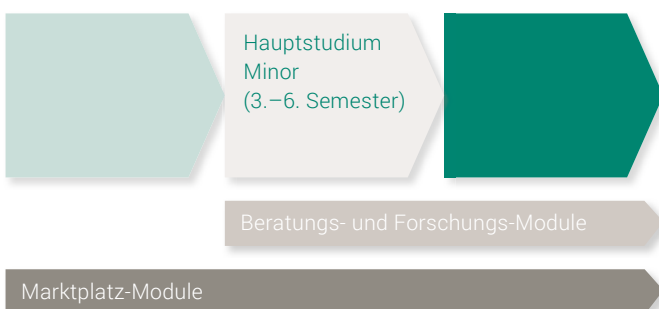 Hauptstudium
Minor
(3.–6. Semester)
Beratungs- und Forschungs-Module
Marktplatz-Module